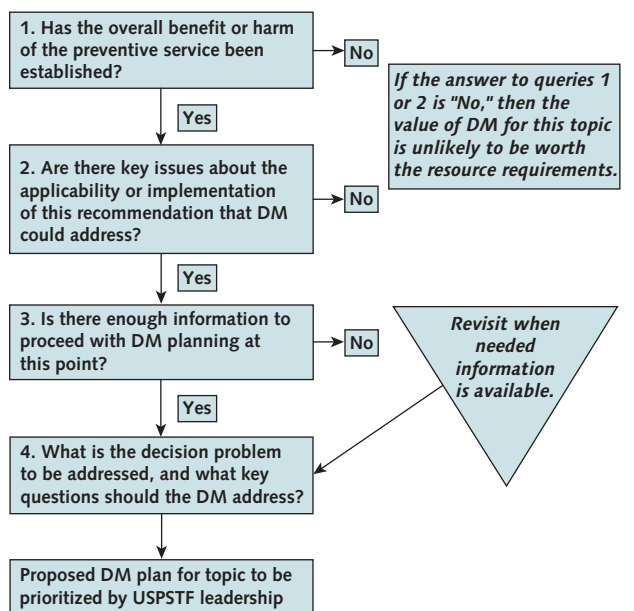 1. Has the overall benefit or harm
of the preventive service been
established?
No
If the answer to queries 1
or 2 is "No," then the
value of DM for this topic
is unlikely to be worth
the resource requirements.
Yes
2. Are there key issues about the
applicability or implementation
of this recommendation that DM
could address?
No
Yes
3. Is there enough information to
proceed with DM planning at
this point?
No
Revisit when
needed
information
is available.
Yes
4. What is the decision problem
to be addressed, and what key
questions should the DM address?
Proposed DM plan for topic to be
prioritized by USPSTF leadership